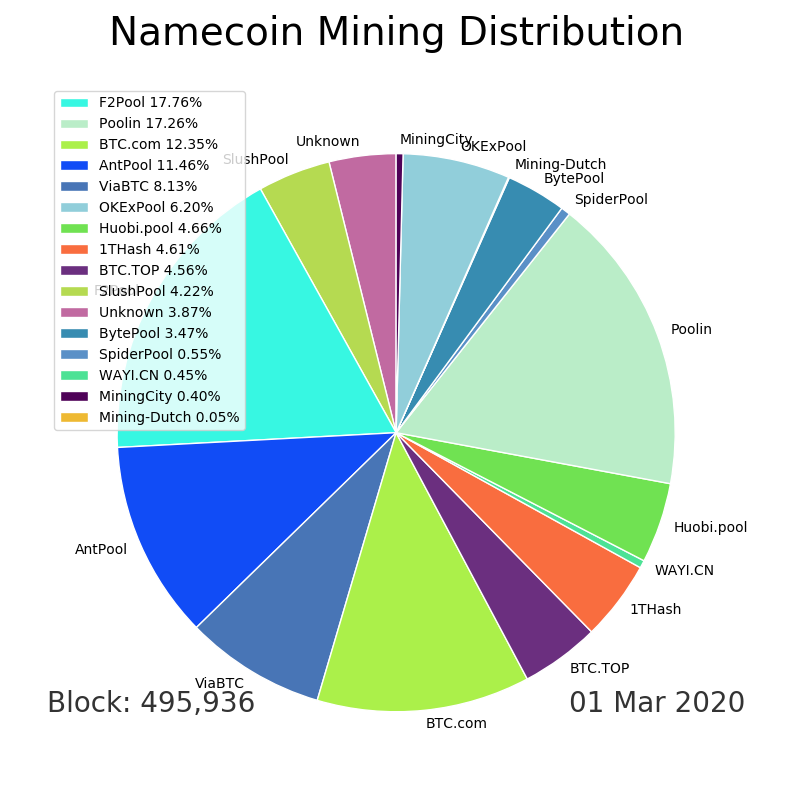 Namecoin Mining Distribution
F2Pool 17.76%
Poolin 17.26%
BTC.com 12.35%
AntPool 11.46%
ViaBTC 8.13%
OKExPool 6.20%
Huobi.pool 4.66%
1THash 4.61%
BTC.TOP 4.56%
SlushPool 4.22%
Unknown 3.87%
BytePool 3.47%
SpiderPool 0.55%
WAYI.CN 0.45%
MiningCity 0.40%
Mining-Dutch 0.05%
MiningCity
OKExPool
Mining-Dutch
BytePool
SpiderPool
Poolin
Huobi.pool
WAYI.CN
1THash
BTC.TOP
BTC.com
ViaBTC
AntPool
F2Pool
SlushPool
Unknown
Block: 495,936
01 Mar 2020